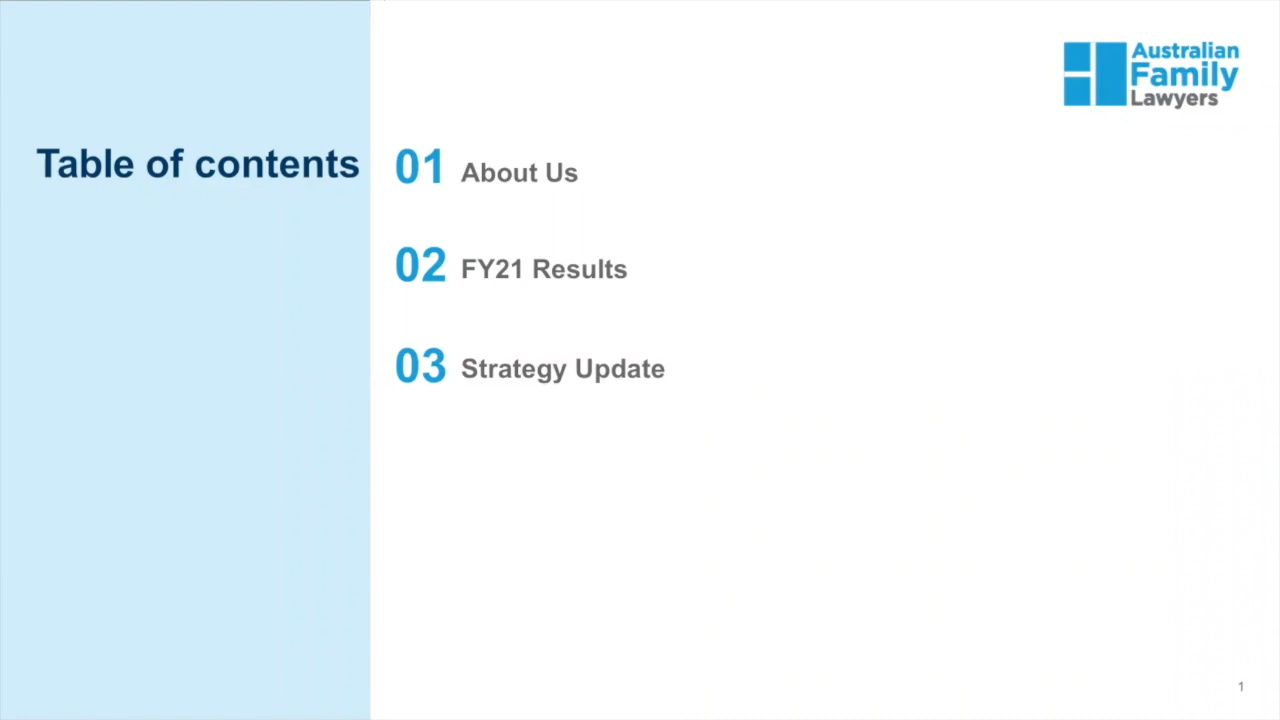 Australian
Family
Lawyers
Table of contents
01 About Us
02 FY21 Results
03 Strategy Update
1